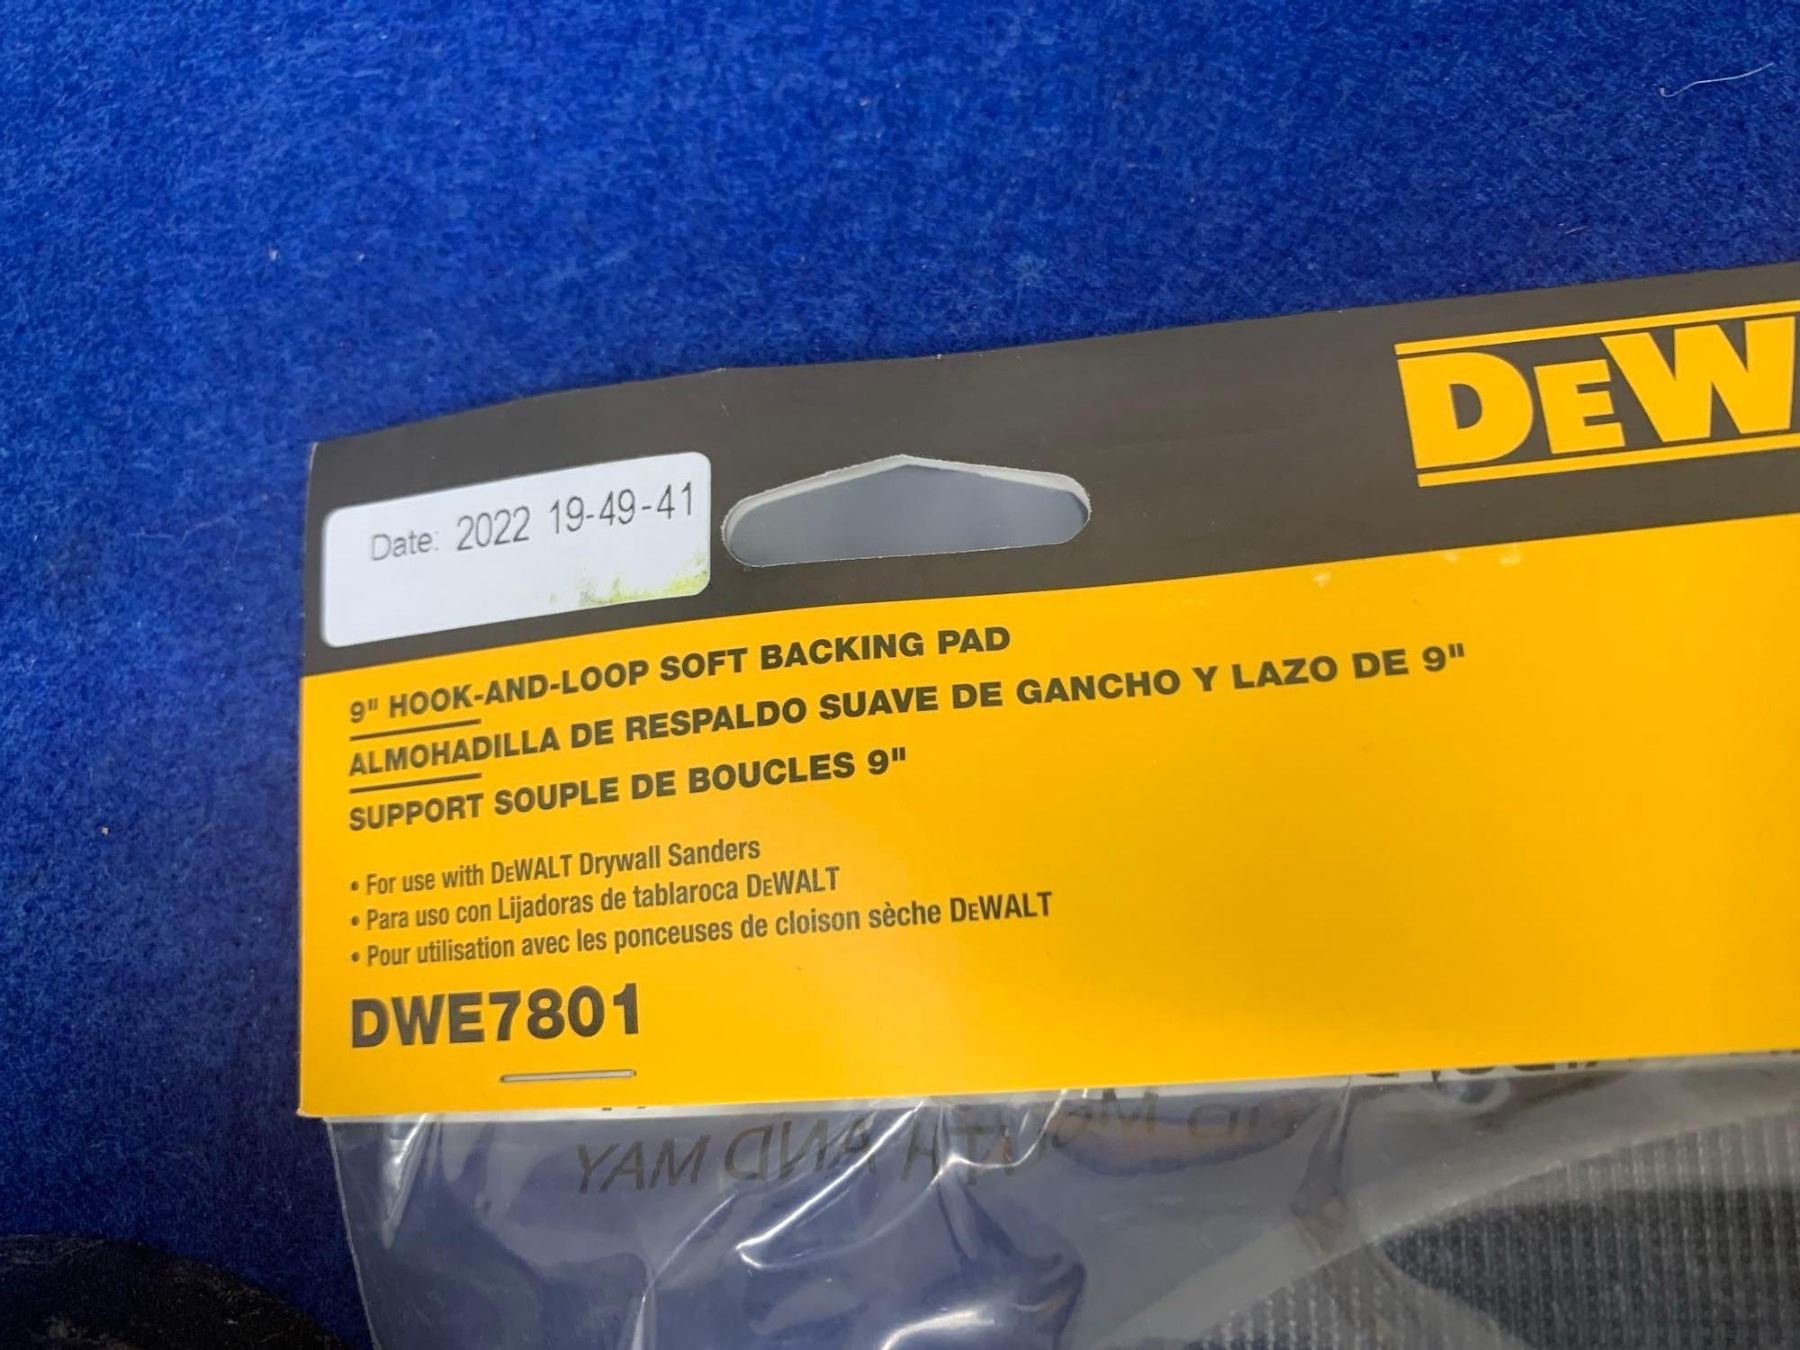 DEW
Date: 2022 19-49-41
9" HOOK-AND-LOOP SOFT BACKING PAD
ALMOHADILLA DE RESPALDO SUAVE DE GANCHO Y LAZO DE 9"
SUPPORT SOUPLE DE BOUCLES 9"
• For use with DEWALT Drywall Sanders
• Para uso con Lijadoras de tablaroca DEWALT
• Pour utilisation avec les ponceuses de cloison sèche DEWALT
DWE7801
AND MAY